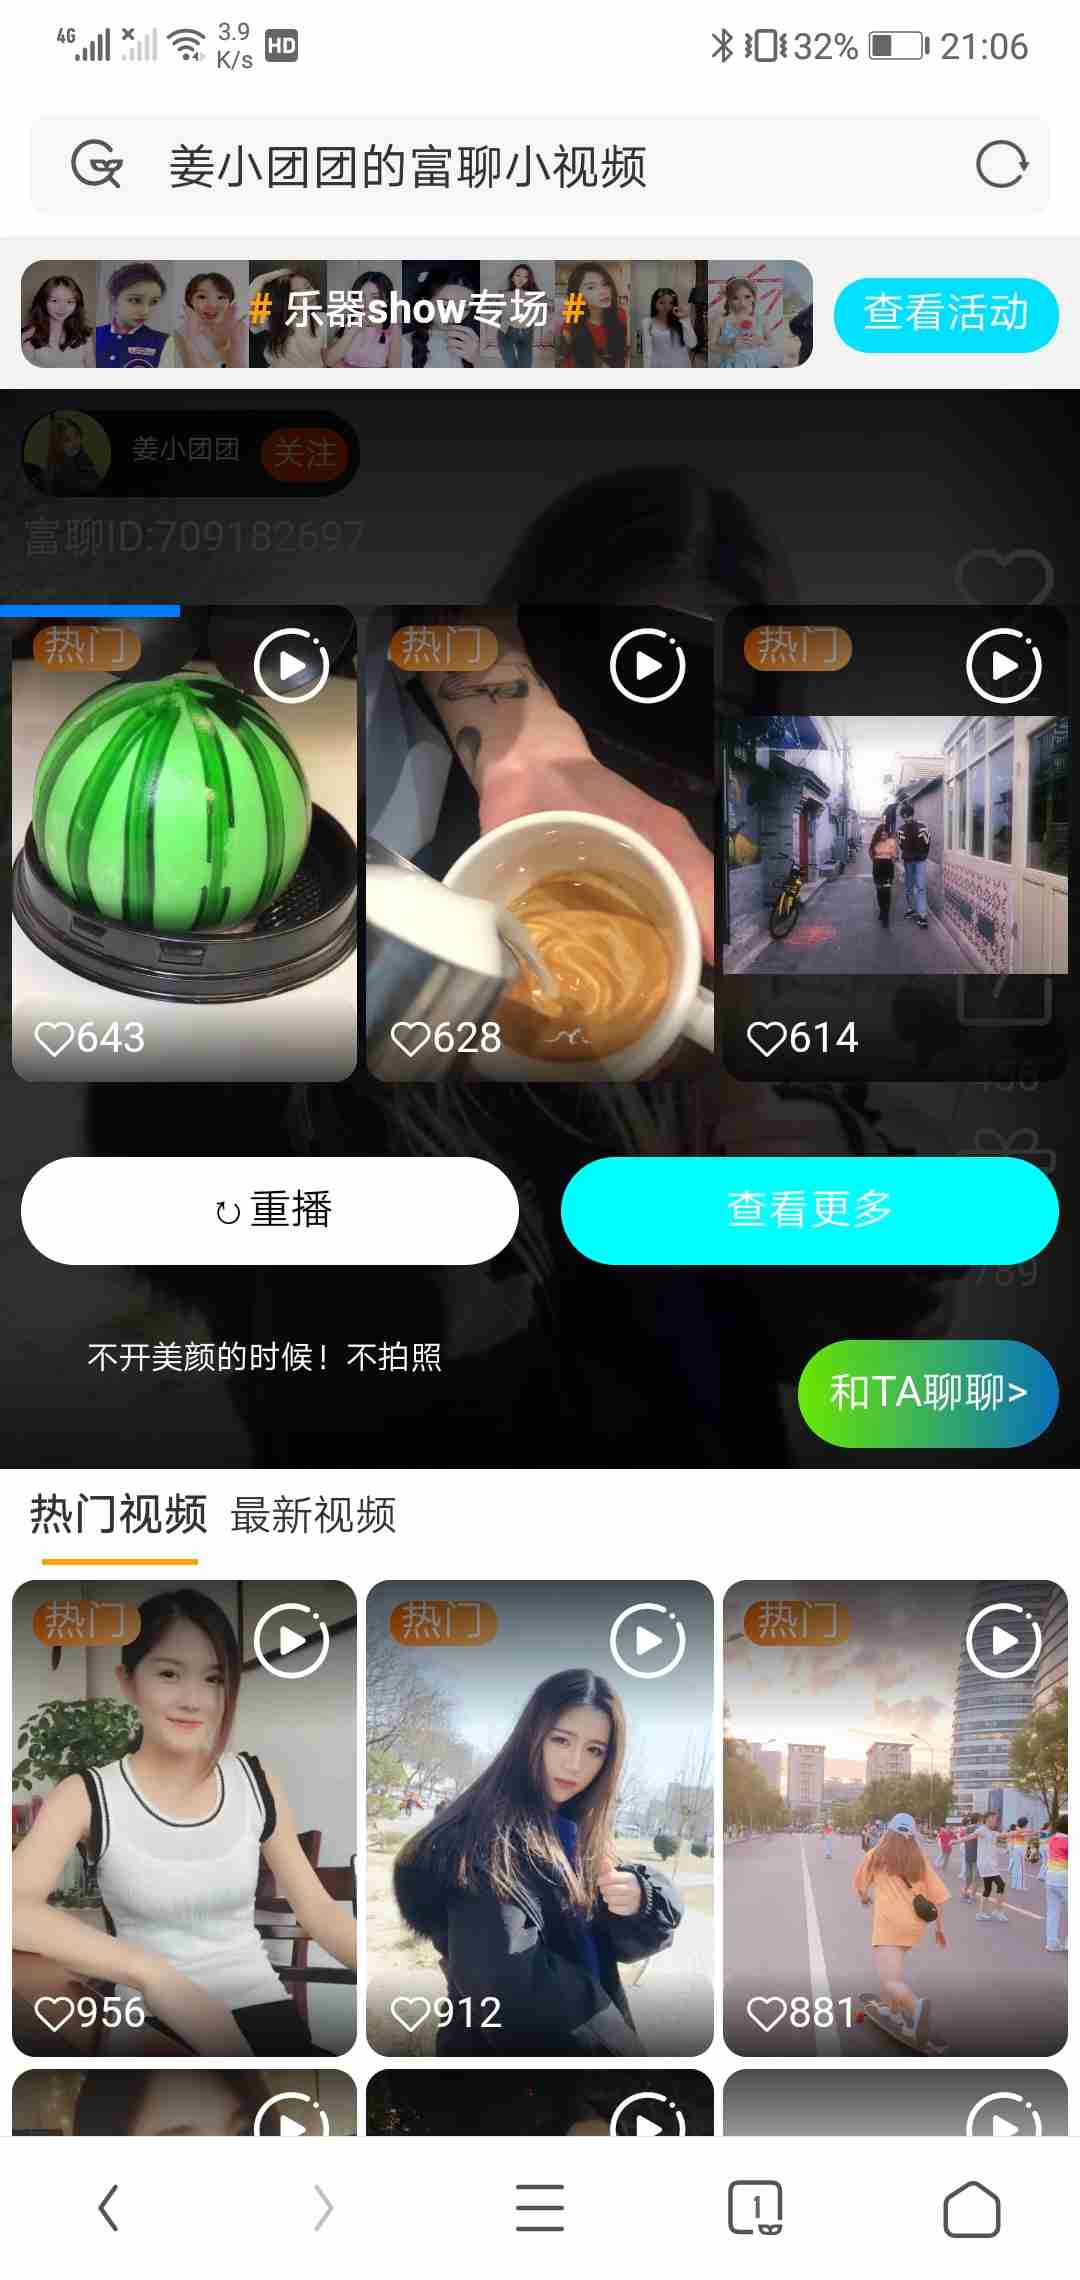 4G 3.9 K/s HD 32% 21:06
姜小团团的富聊小视频
# 乐器show专场 #
查看活动
姜小团团 关注
富聊ID:709182697
热门 热门 热门
643 628 614
456
↻重播 查看更多
789
不开美颜的时候！不拍照
和TA聊聊>
热门视频 最新视频
热门 热门 热门
956 912 881
1